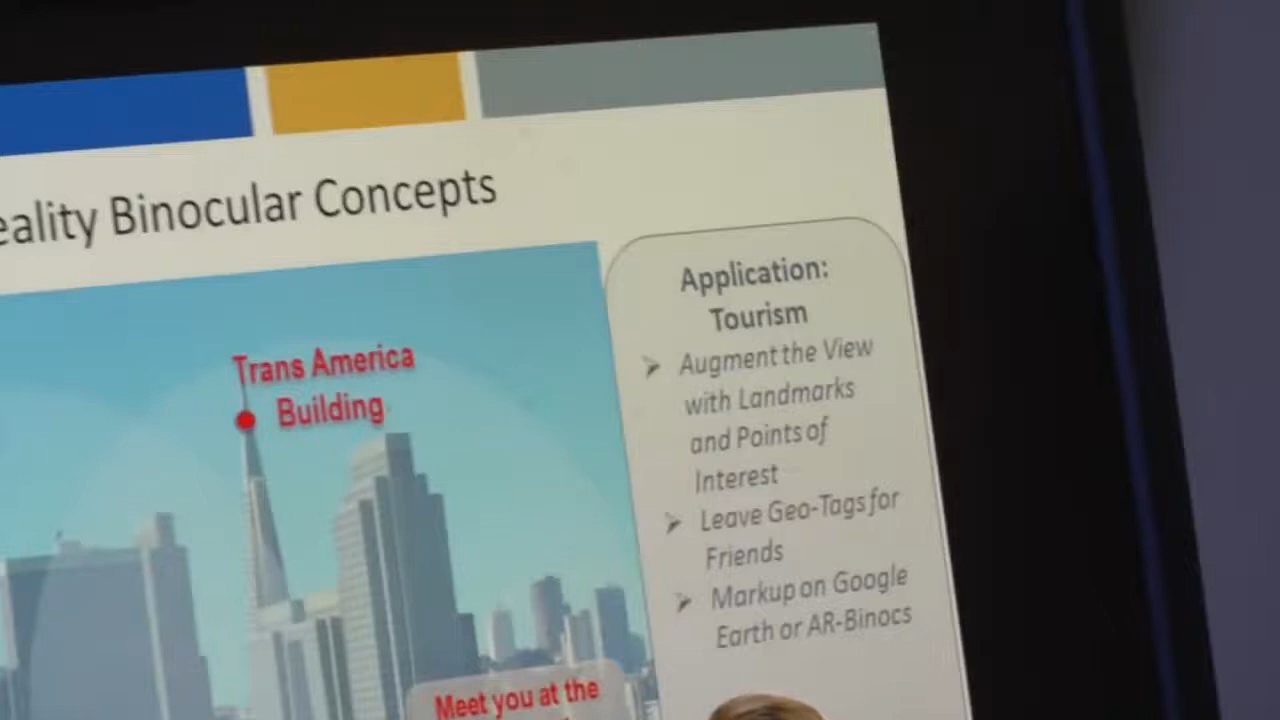 eality Binocular Concepts
Trans America
Building
Meet you at the
Application:
Tourism
Augment the View
with Landmarks
and Points of
Interest
Leave Geo-Tags for
Friends
Markup on Google
Earth or AR-Binocs